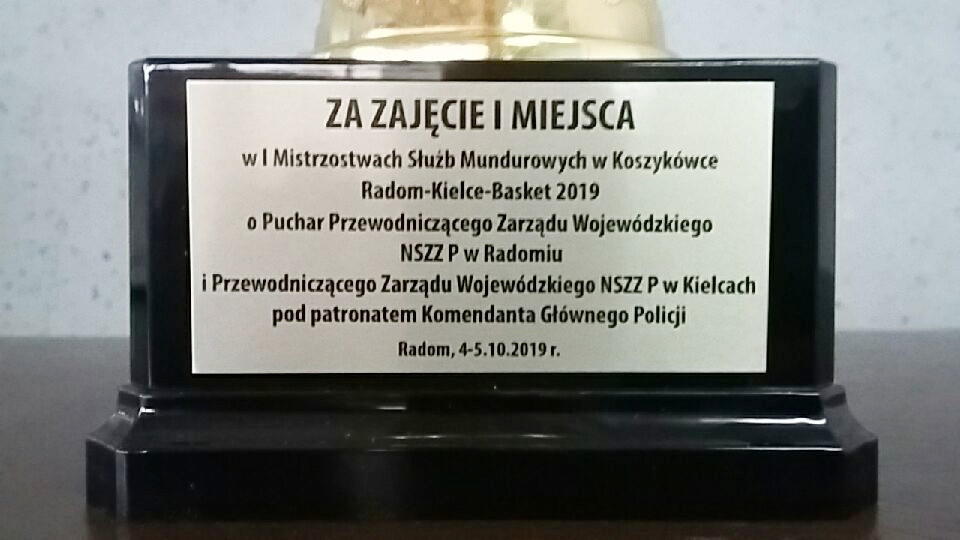 ZA ZAJĘCIE I MIEJSCA
w I Mistrzostwach Służb Mundurowych w Koszykówce
Radom-Kielce-Basket 2019
o Puchar Przewodniczącego Zarządu Wojewódzkiego
NSZZ P w Radomiu
i Przewodniczącego Zarządu Wojewódzkiego NSZZ P w Kielcach
pod patronatem Komendanta Głównego Policji
Radom, 4-5.10.2019 r.